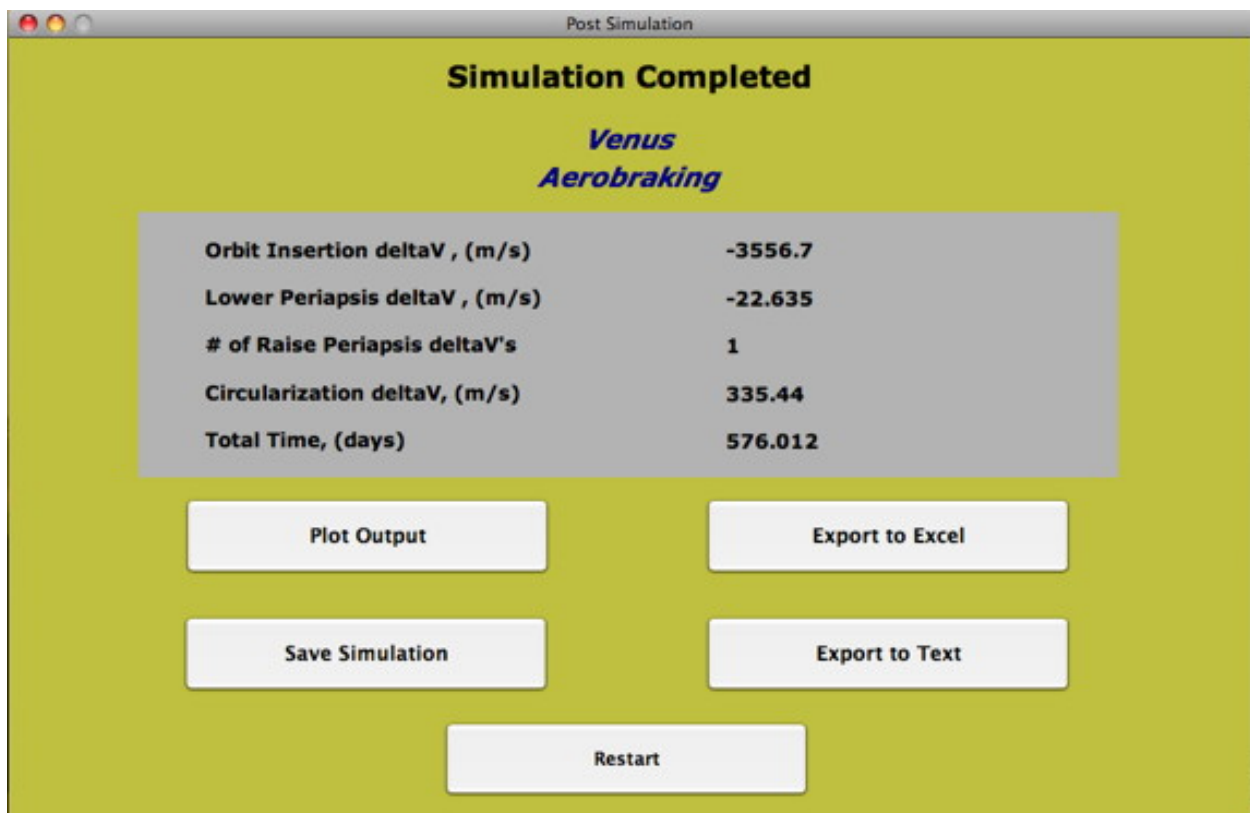 Post Simulation
Simulation Completed
Venus
Aerobraking
Orbit Insertion deltaV , (m/s) -3556.7
Lower Periapsis deltaV , (m/s) -22.635
# of Raise Periapsis deltaV's 1
Circularization deltaV, (m/s) 335.44
Total Time, (days) 576.012
Plot Output Export to Excel
Save Simulation Export to Text
Restart